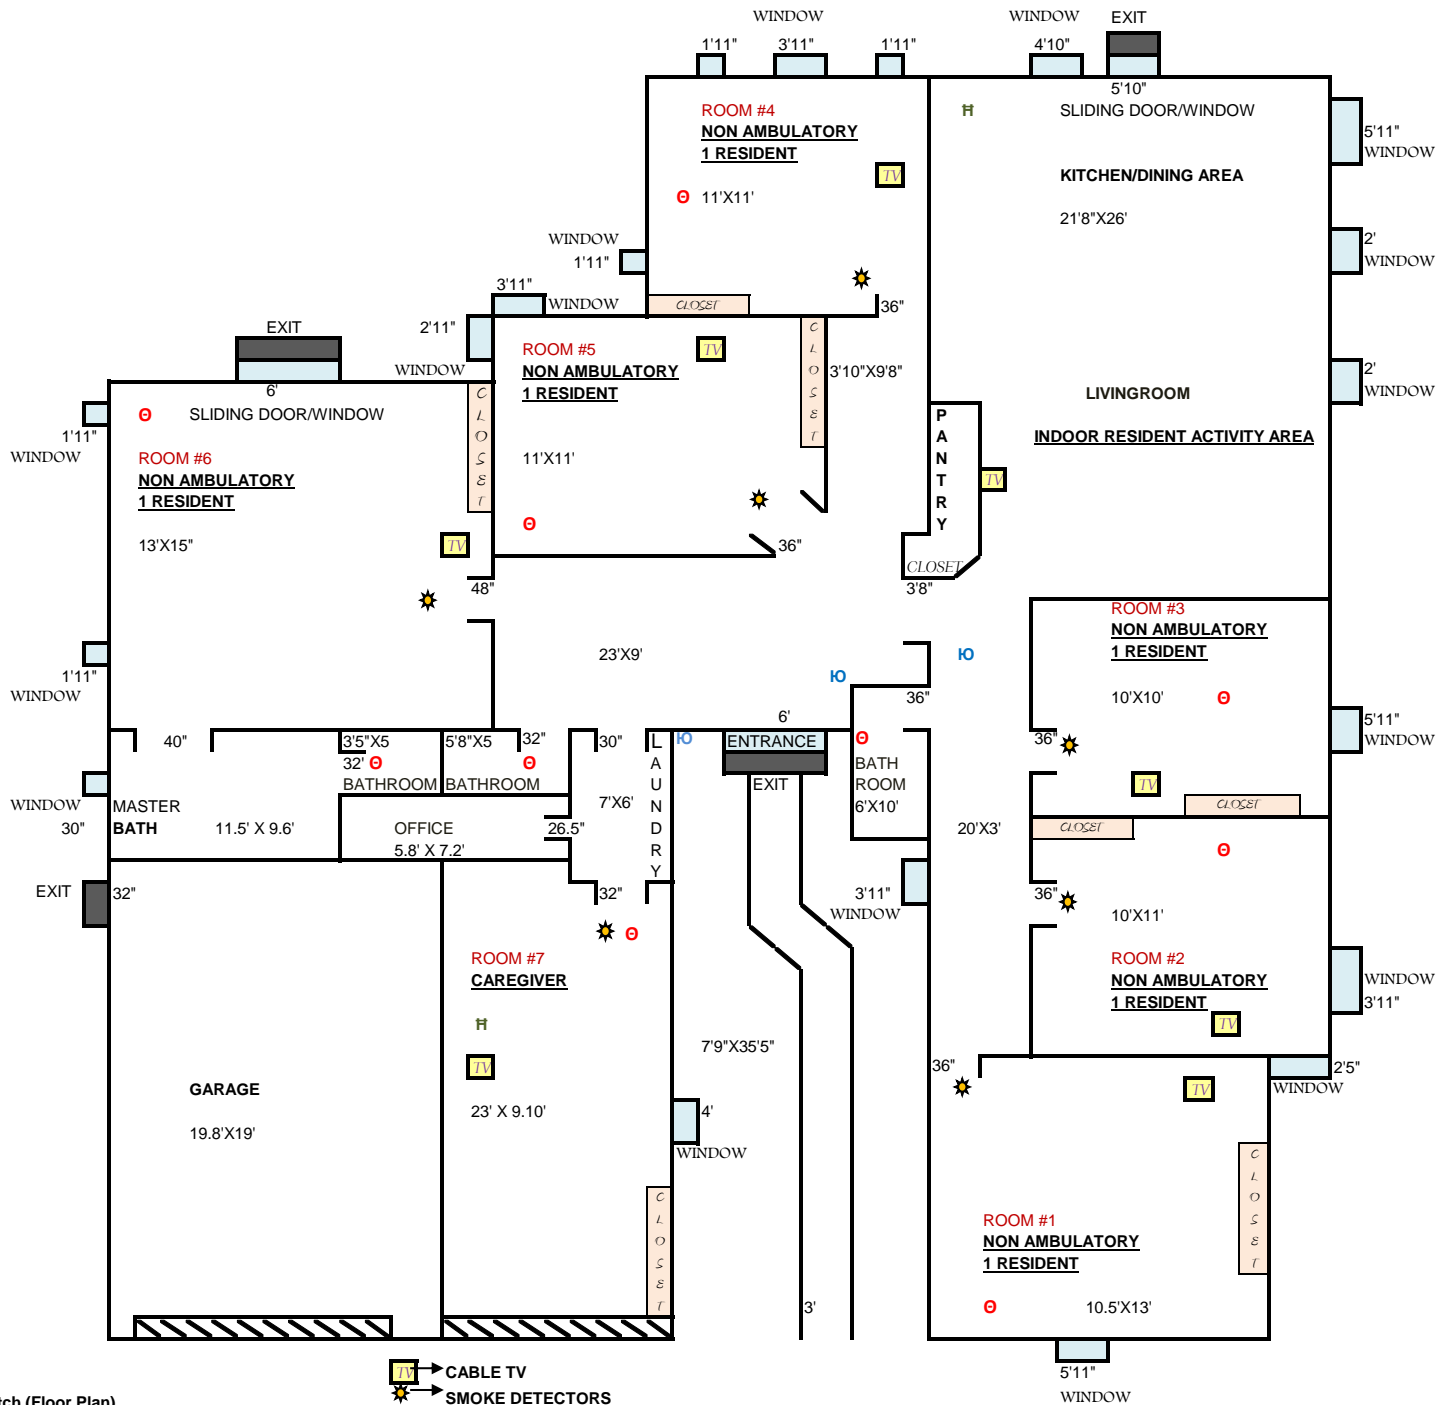 WINDOW
WINDOW
EXIT
1'11"
3'11"
1'11"
4'10"
5'10"
SLIDING DOOR/WINDOW
ROOM #4
NON AMBULATORY
1 RESIDENT
TV
Θ 11'X11'
Ħ
KITCHEN/DINING AREA
21'8"X26'
5'11"
WINDOW
2'
WINDOW
WINDOW
1'11"
CLOSET
36"
3'11"
WINDOW
2'11"
WINDOW
EXIT
6'
Θ SLIDING DOOR/WINDOW
1'11"
WINDOW
ROOM #6
NON AMBULATORY
1 RESIDENT
13'X15"
TV
CLOSET
48"
ROOM #5
NON AMBULATORY
1 RESIDENT
TV
11'X11'
Θ
CLOSET
3'10"X9'8"
36"
PANTRY
TV
CLOSET
3'8"
2'
WINDOW
LIVINGROOM
INDOOR RESIDENT ACTIVITY AREA
1'11"
WINDOW
23'X9'
Ю
Ю
36"
ROOM #3
NON AMBULATORY
1 RESIDENT
10'X10'
Θ
36"
TV
CLOSET
5'11"
WINDOW
40"
3'5"X5
32'
Θ
BATHROOM
5'8"X5
32"
Θ
BATHROOM
30"
LAUNDRY
Ю
6'
ENTRANCE
EXIT
Θ
BATH
ROOM
6'X10'
WINDOW
30"
MASTER
BATH
11.5' X 9.6'
OFFICE
5.8' X 7.2'
26.5"
7'X6'
20'X3'
CLOSET
Θ
EXIT
32"
32"
3'11"
WINDOW
36"
10'X11'
ROOM #2
NON AMBULATORY
1 RESIDENT
TV
WINDOW
3'11"
Θ
ROOM #7
CAREGIVER
Ħ
TV
23' X 9.10'
7'9"X35'5"
36"
TV
2'5"
WINDOW
GARAGE
19.8'X19'
4'
WINDOW
CLOSET
CLOSET
ROOM #1
NON AMBULATORY
1 RESIDENT
Θ 10.5'X13'
3'
5'11"
WINDOW
TV CABLE TV
SMOKE DETECTORS
tch (Floor Plan)